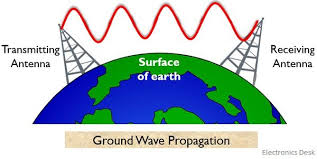 Transmitting
Antenna
Receiving
Antenna
Surface
of earth
Ground Wave Propagation
Electronics Desk